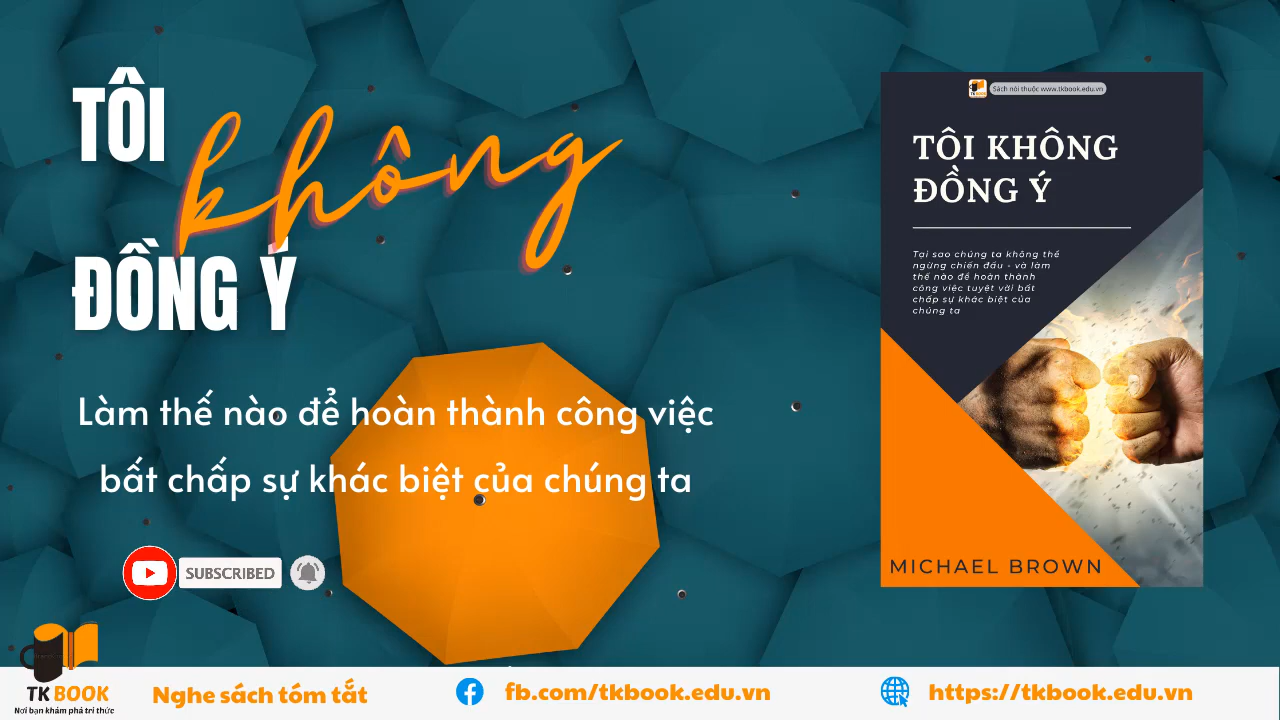 TÔI
không
ĐỒNG Ý
Làm thế nào để hoàn thành công việc
bất chấp sự khác biệt của chúng ta
SUBSCRIBED
Sách nói thuộc www.tkbook.edu.vn
TÔI KHÔNG
ĐỒNG Ý
Tại sao chúng ta không thể
ngừng chiến đấu - và làm
thế nào để hoàn thành
công việc tuyệt vời bất
chấp sự khác biệt của
chúng ta
MICHAEL BROWN
TK BOOK
Nơi bạn khám phá tri thức
Nghe sách tóm tắt
fb.com/tkbook.edu.vn
https://tkbook.edu.vn